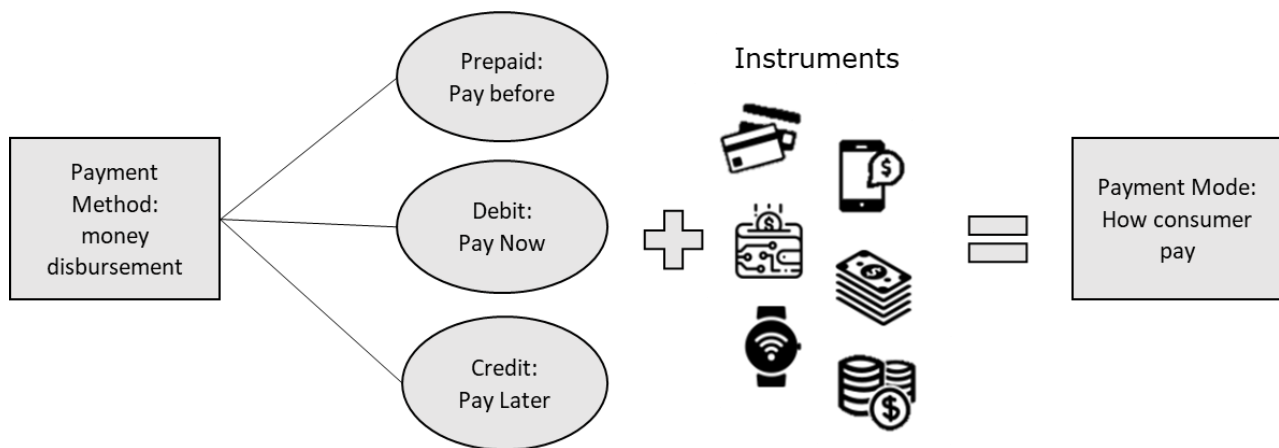 Payment
Method:
money
disbursement
Prepaid:
Pay before
Debit:
Pay Now
Credit:
Pay Later
Instruments
$
$
$
$
Payment Mode:
How consumer
pay